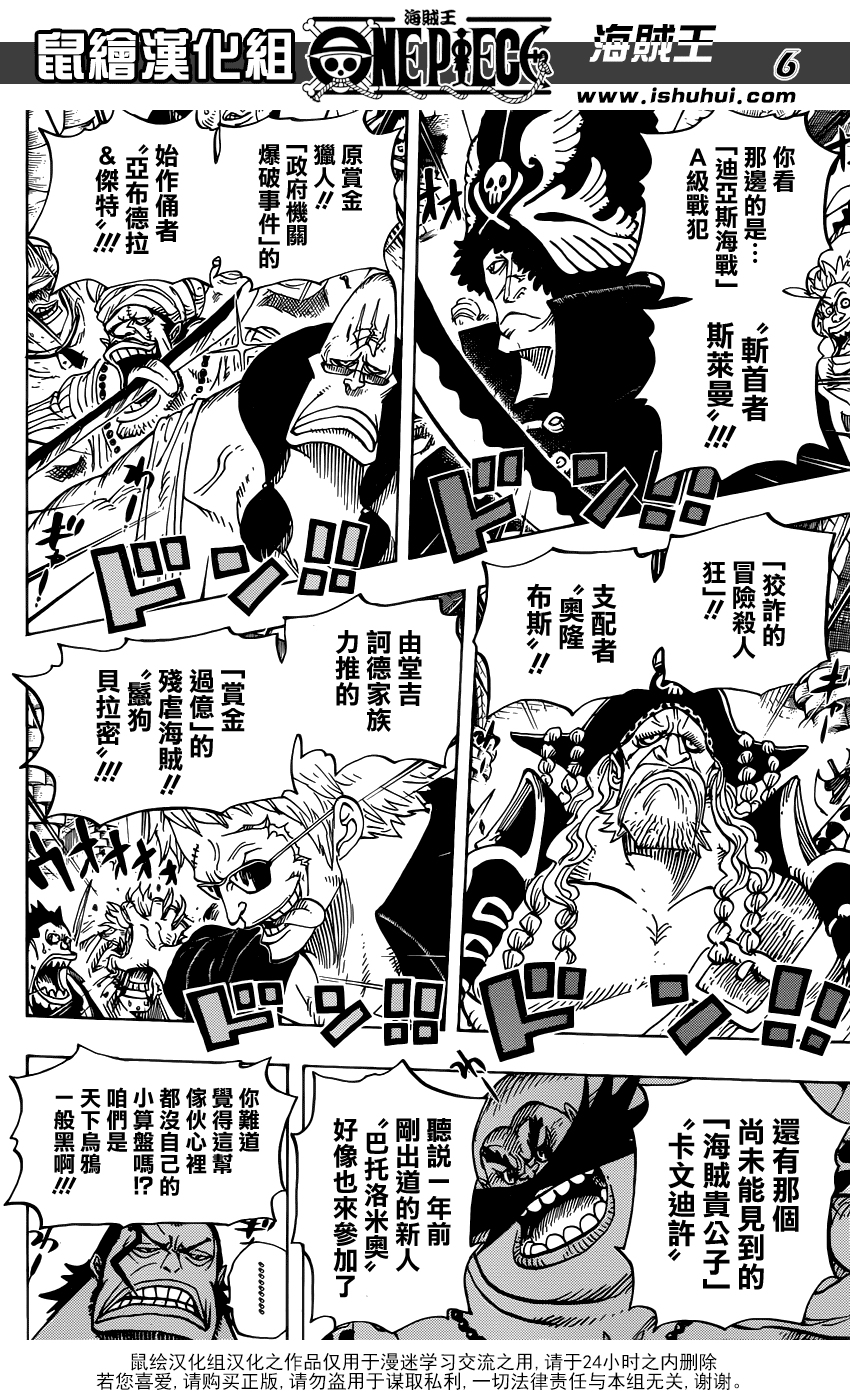 鼠繪漢化組
海賊王
ONE PIECE
海賊王
www.ishuhui.com
6
你看
那邊的是…
「迪亞斯海戰」
A級戰犯
〝斬首者
斯萊曼〞!!!
ドン!!
原賞金
獵人!!
「政府機關
爆破事件」的
始作俑者
〝亞布德拉
&傑特〞!!!
ドン!!
「狡詐的
冒險殺人
狂」!!
支配者
〝奧隆
布斯〞!!
ドン!!
由堂吉
訶德家族
力推的
「賞金
過億」的
殘虐海賊!!
〝鬣狗
貝拉密〞!!!
ウオオオ
ドン!!
還有那個
尚未能見到的
「海賊貴公子」
〝卡文迪許〞
聽說一年前
剛出道的新人
〝巴托洛米奧〞
好像也來參加了
你難道
覺得這幫
傢伙心裡
都沒自己的
小算盤嗎!?
咱們是
天下烏鴉
一般黑啊!!!
………
鼠绘汉化组汉化之作品仅用于漫迷学习交流之用,请于24小时之内删除
若您喜爱,请购买正版,请勿盗用于谋取私利,一切法律责任与本组无关,谢谢。